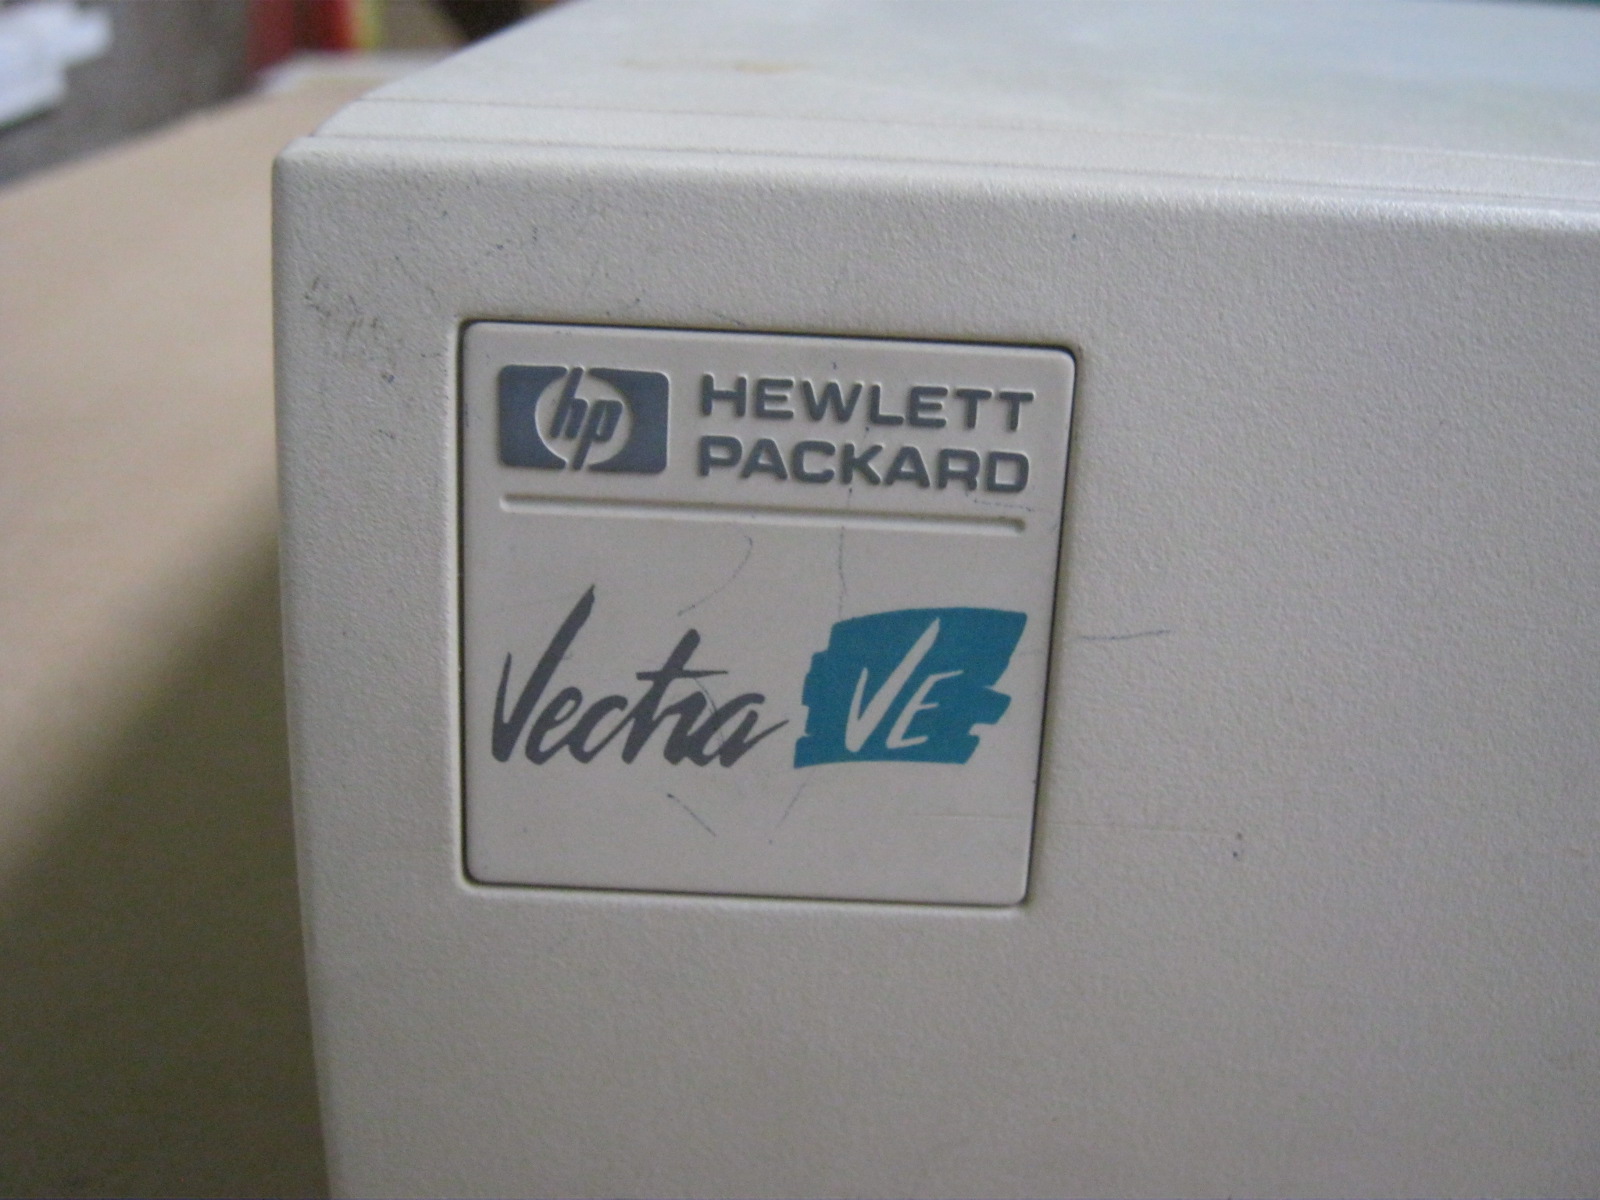 hp HEWLETT
PACKARD
Vectra VE